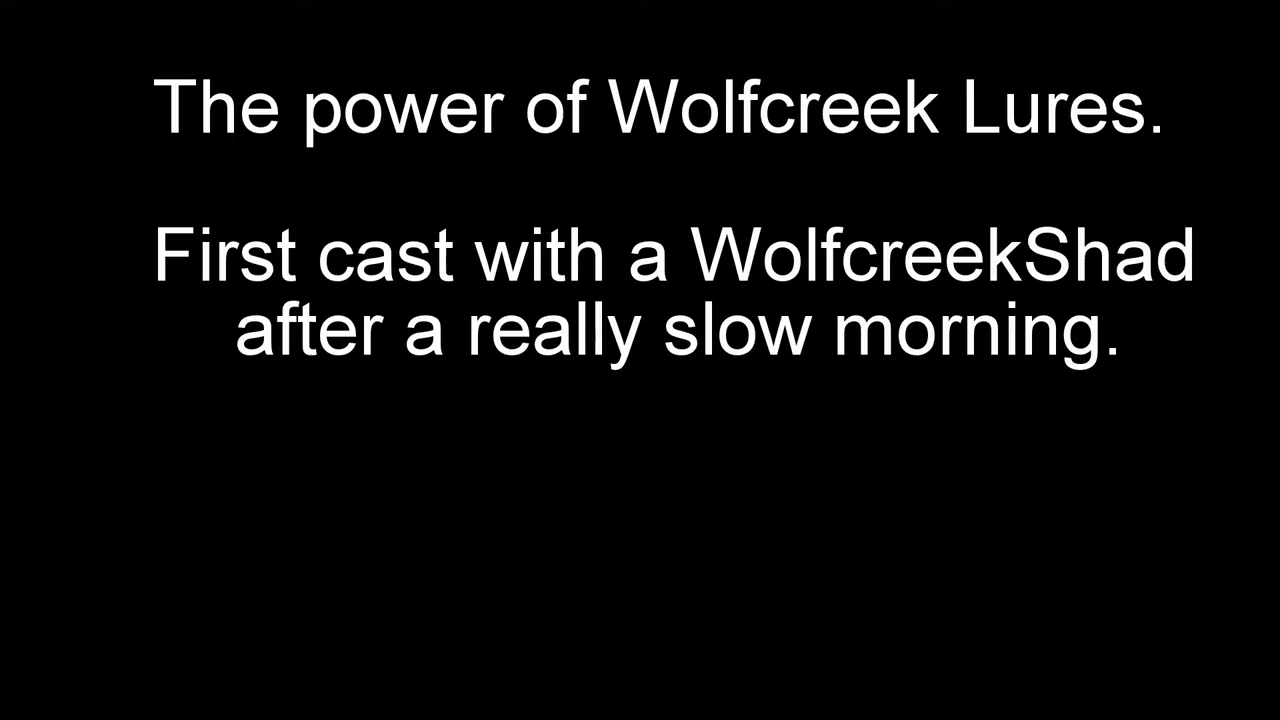 The power of Wolfcreek Lures.
First cast with a WolfcreekShad
after a really slow morning.